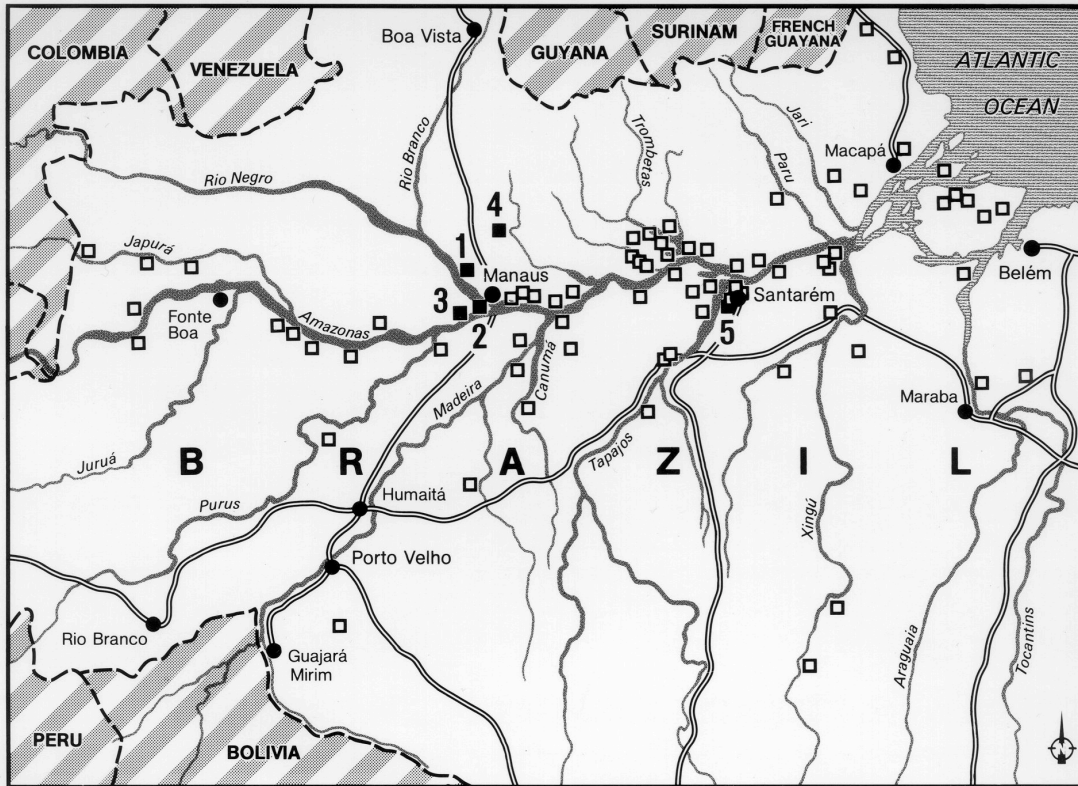 COLOMBIA
VENEZUELA
Boa Vista
GUYANA
SURINAM
FRENCH
GUAYANA
ATLANTIC
OCEAN
Rio Negro
Rio Branco
Trombetas
Jari
Paru
Macapá
4
1
Japurá
Manaus
3
2
Fonte
Boa
Amazonas
Santarém
5
Belém
Madeira
Canumá
Maraba
Juruá
B R A Z I L
Tapajos
Purus
Humaitá
Xingú
Porto Velho
Rio Branco
Guajará
Mirim
Araguaia
Tocantins
PERU
BOLIVIA
N